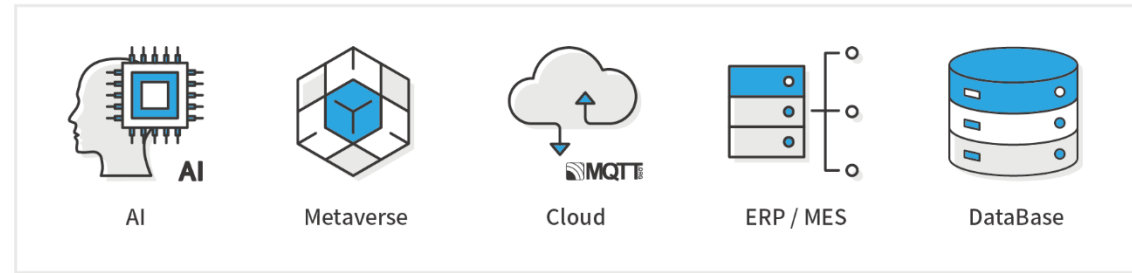 AI
MQTT
AI
Metaverse
Cloud
ERP / MES
DataBase